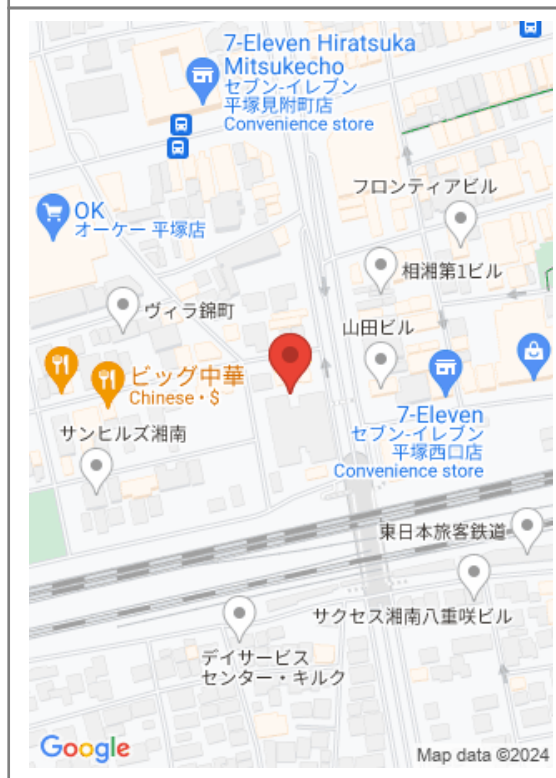 7-Eleven Hiratsuka
Mitsukecho
セブン-イレブン
平塚見附町店
Convenience store
フロンティアビル
OK
オーケー 平塚店
相湘第1ビル
ヴィラ錦町
山田ビル
ビッグ中華
Chinese・$
7-Eleven
セブン-イレブン
平塚西口店
Convenience store
サンヒルズ湘南
東日本旅客鉄道
サクセス湘南八重咲ビル
デイサービス
センター・キルク
Google
Map data ©2024